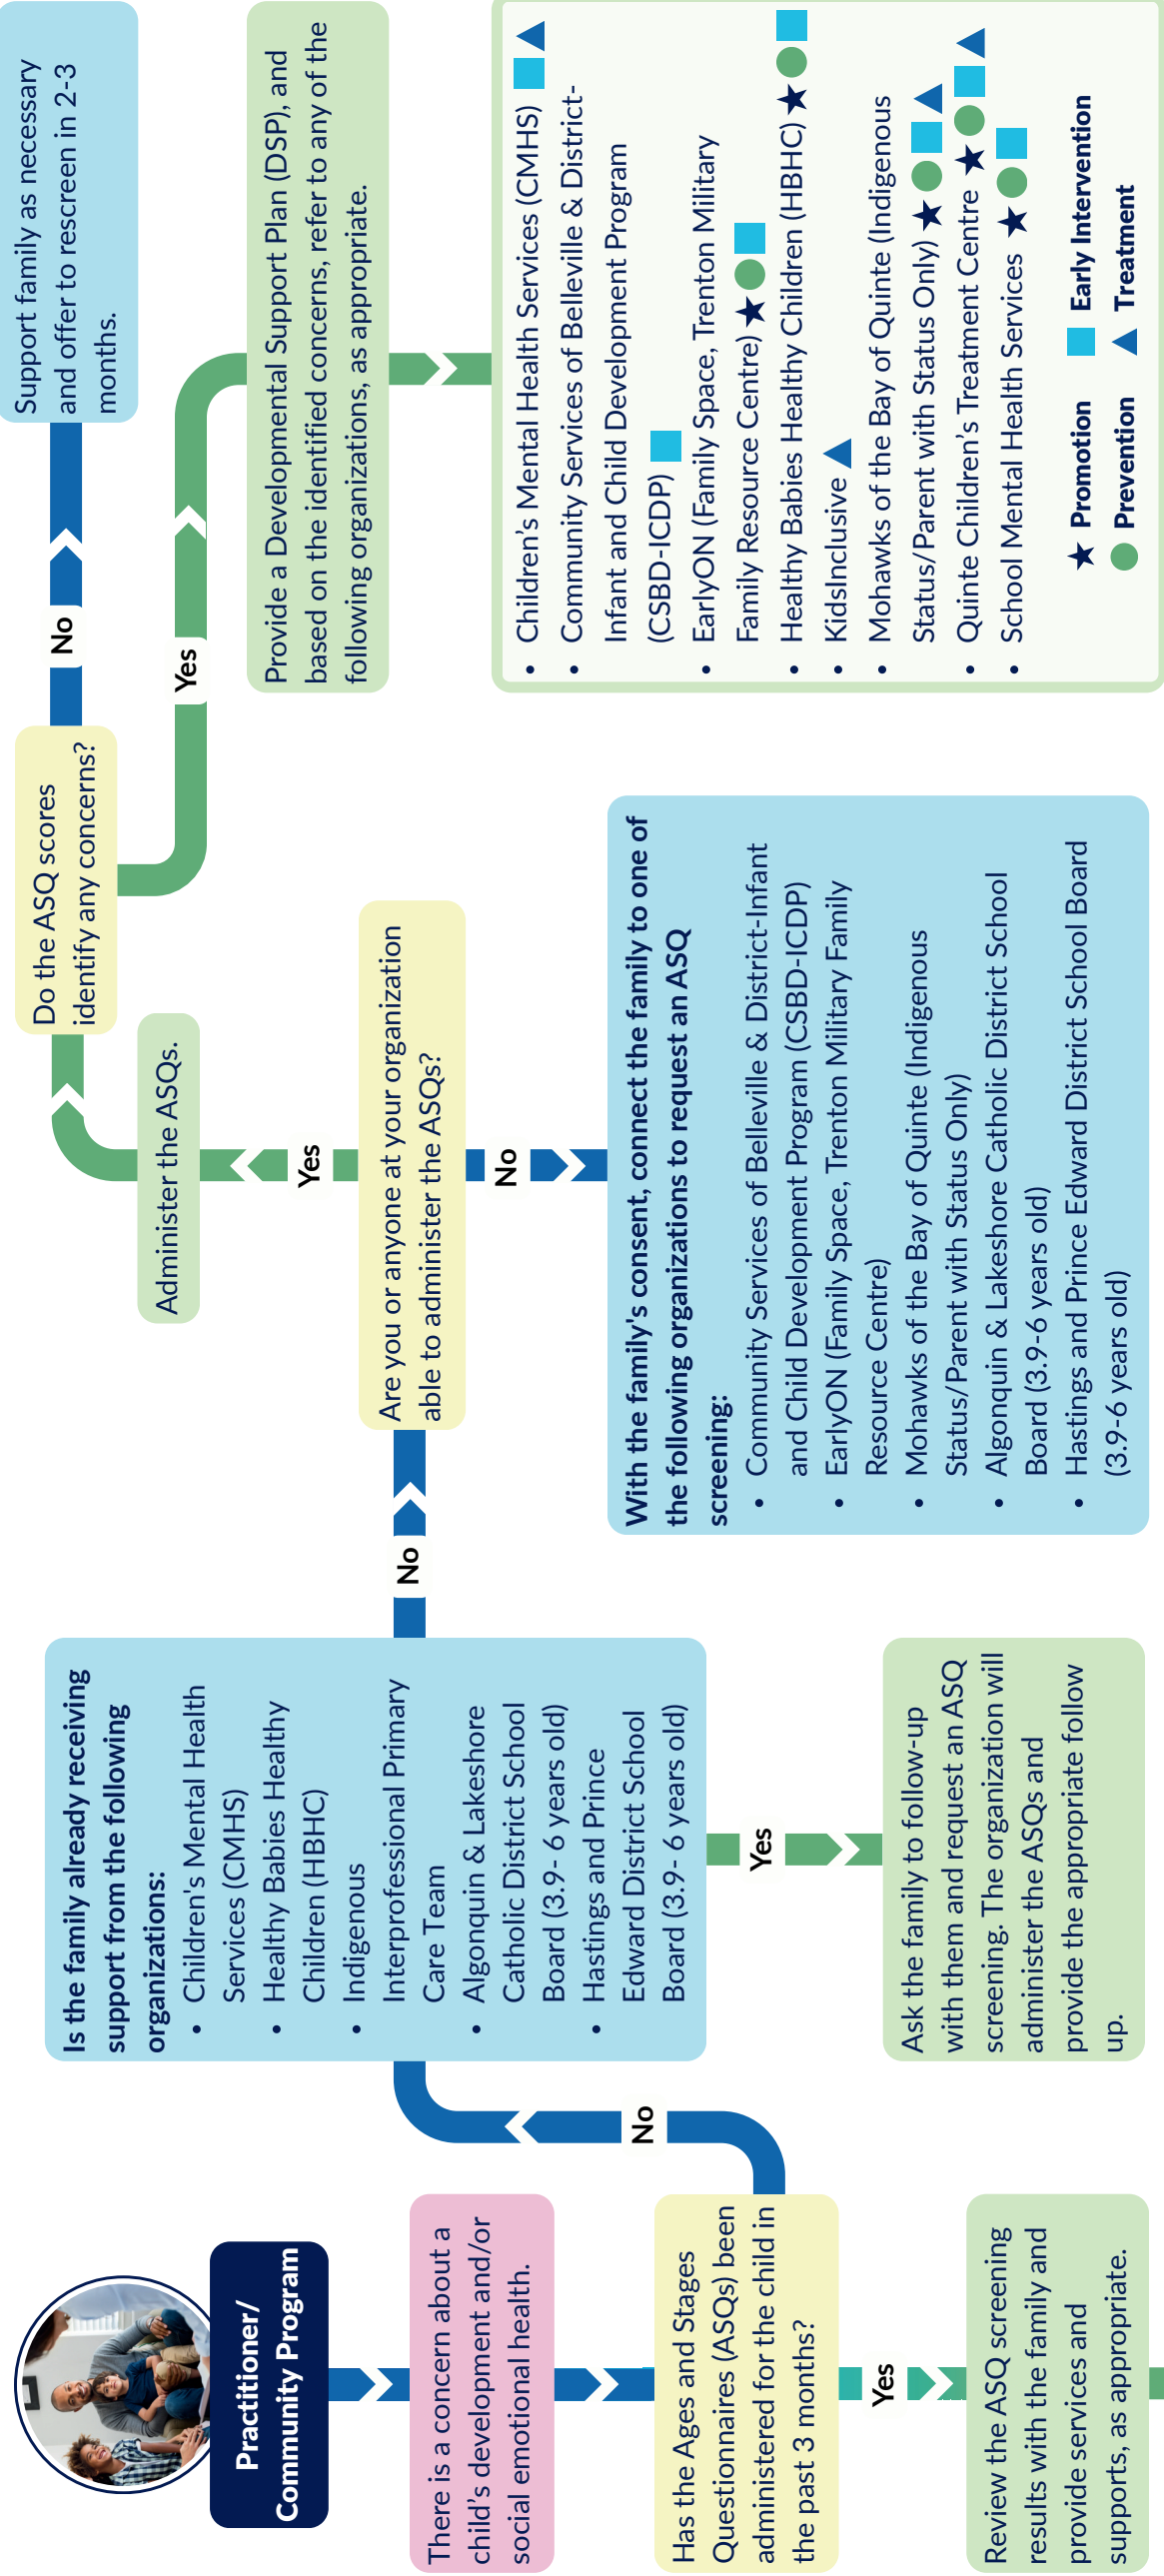 Practitioner/
Community Program
There is a concern about a
child's development and/or
social emotional health.
Has the Ages and Stages
Questionnaires (ASQs) been
administered for the child in
the past 3 months?
Yes
Review the ASQ screening
results with the family and
provide services and
supports, as appropriate.
No
Is the family already receiving
support from the following
organizations:
• Children's Mental Health
Services (CMHS)
• Healthy Babies Healthy
Children (HBHC)
• Indigenous
Interprofessional Primary
Care Team
• Algonquin & Lakeshore
Catholic District School
Board (3.9- 6 years old)
• Hastings and Prince
Edward District School
Board (3.9- 6 years old)
Yes
Ask the family to follow-up
with them and request an ASQ
screening. The organization will
administer the ASQs and
provide the appropriate follow
up.
No
Are you or anyone at your organization
able to administer the ASQs?
Yes
Administer the ASQs.
No
With the family's consent, connect the family to one of
the following organizations to request an ASQ
screening:
• Community Services of Belleville & District-Infant
and Child Development Program (CSBD-ICDP)
• EarlyON (Family Space, Trenton Military Family
Resource Centre)
• Mohawks of the Bay of Quinte (Indigenous
Status/Parent with Status Only)
• Algonquin & Lakeshore Catholic District School
Board (3.9-6 years old)
• Hastings and Prince Edward District School Board
(3.9-6 years old)
Do the ASQ scores
identify any concerns?
No
Support family as necessary
and offer to rescreen in 2-3
months.
Yes
Provide a Developmental Support Plan (DSP), and
based on the identified concerns, refer to any of the
following organizations, as appropriate.
• Children's Mental Health Services (CMHS)
• Community Services of Belleville & District-
Infant and Child Development Program
(CSBD-ICDP)
• EarlyON (Family Space, Trenton Military
Family Resource Centre)
• Healthy Babies Healthy Children (HBHC)
• KidsInclusive
• Mohawks of the Bay of Quinte (Indigenous
Status/Parent with Status Only)
• Quinte Children's Treatment Centre
• School Mental Health Services
Promotion
Early Intervention
Prevention
Treatment